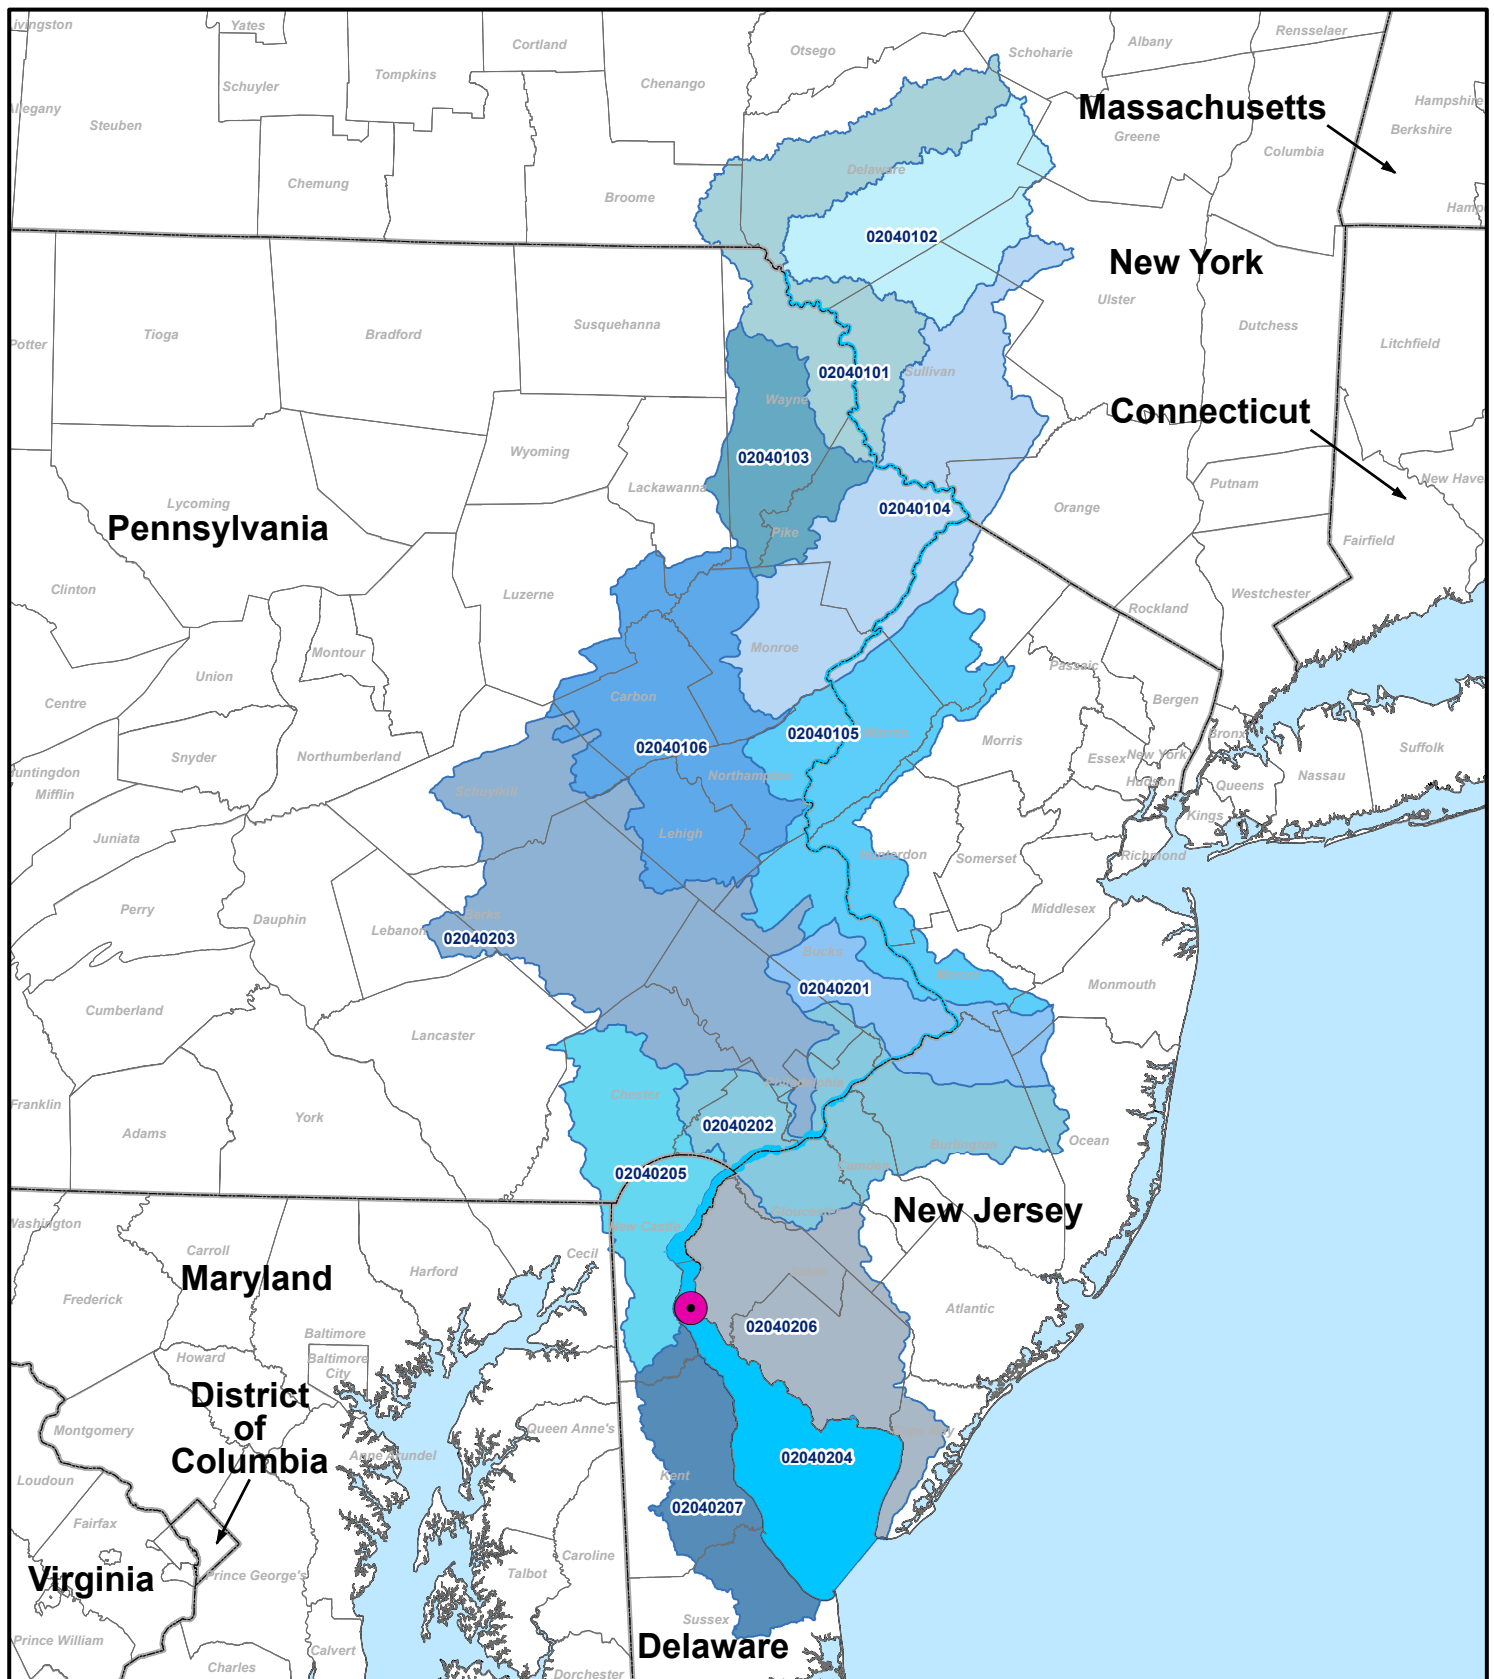 ivingston
Yates
Cortland
Otsego
Schoharie
Albany
Rensselaer
Schuyler
Tompkins
Chenango
Massachusetts
Hampshire
Allegany
Steuben
Greene
Berkshire
Columbia
Chemung
Broome
Delaware
Hamp
02040102
New York
Ulster
Dutchess
Litchfield
Potter
Tioga
Bradford
Susquehanna
02040101
Sullivan
Wayne
Connecticut
Wyoming
02040103
Lackawanna
Putnam
New Have
Lycoming
Pennsylvania
02040104
Orange
Pike
Fairfield
Clinton
Luzerne
Westchester
Rockland
Montour
Monroe
Union
Passaic
Centre
Carbon
Bergen
02040106
02040105
Warren
Morris
Bronx
Suffolk
Snyder
Northumberland
Essex
New York
Huntingdon
Northampton
Nassau
Hudson
Queens
Mifflin
Schuylkill
Kings
Juniata
Lehigh
Hunterdon
Somerset
Richmond
Perry
Dauphin
Berks
Lebanon
02040203
Middlesex
Bucks
Mercer
Monmouth
02040201
Cumberland
Lancaster
Philadelphia
Chester
Franklin
York
Adams
02040202
Burlington
Ocean
Camden
02040205
New Jersey
Gloucester
Washington
New Castle
Carroll
Cecil
Maryland
Harford
Frederick
Atlantic
02040206
Baltimore
Howard
Baltimore
City
District
of
Columbia
Montgomery
Queen Anne's
Anne Arundel
02040204
Loudoun
Kent
02040207
Fairfax
Caroline
Virginia
Prince George's
Talbot
Sussex
Delaware
Prince William
Calvert
Charles
Dorchester